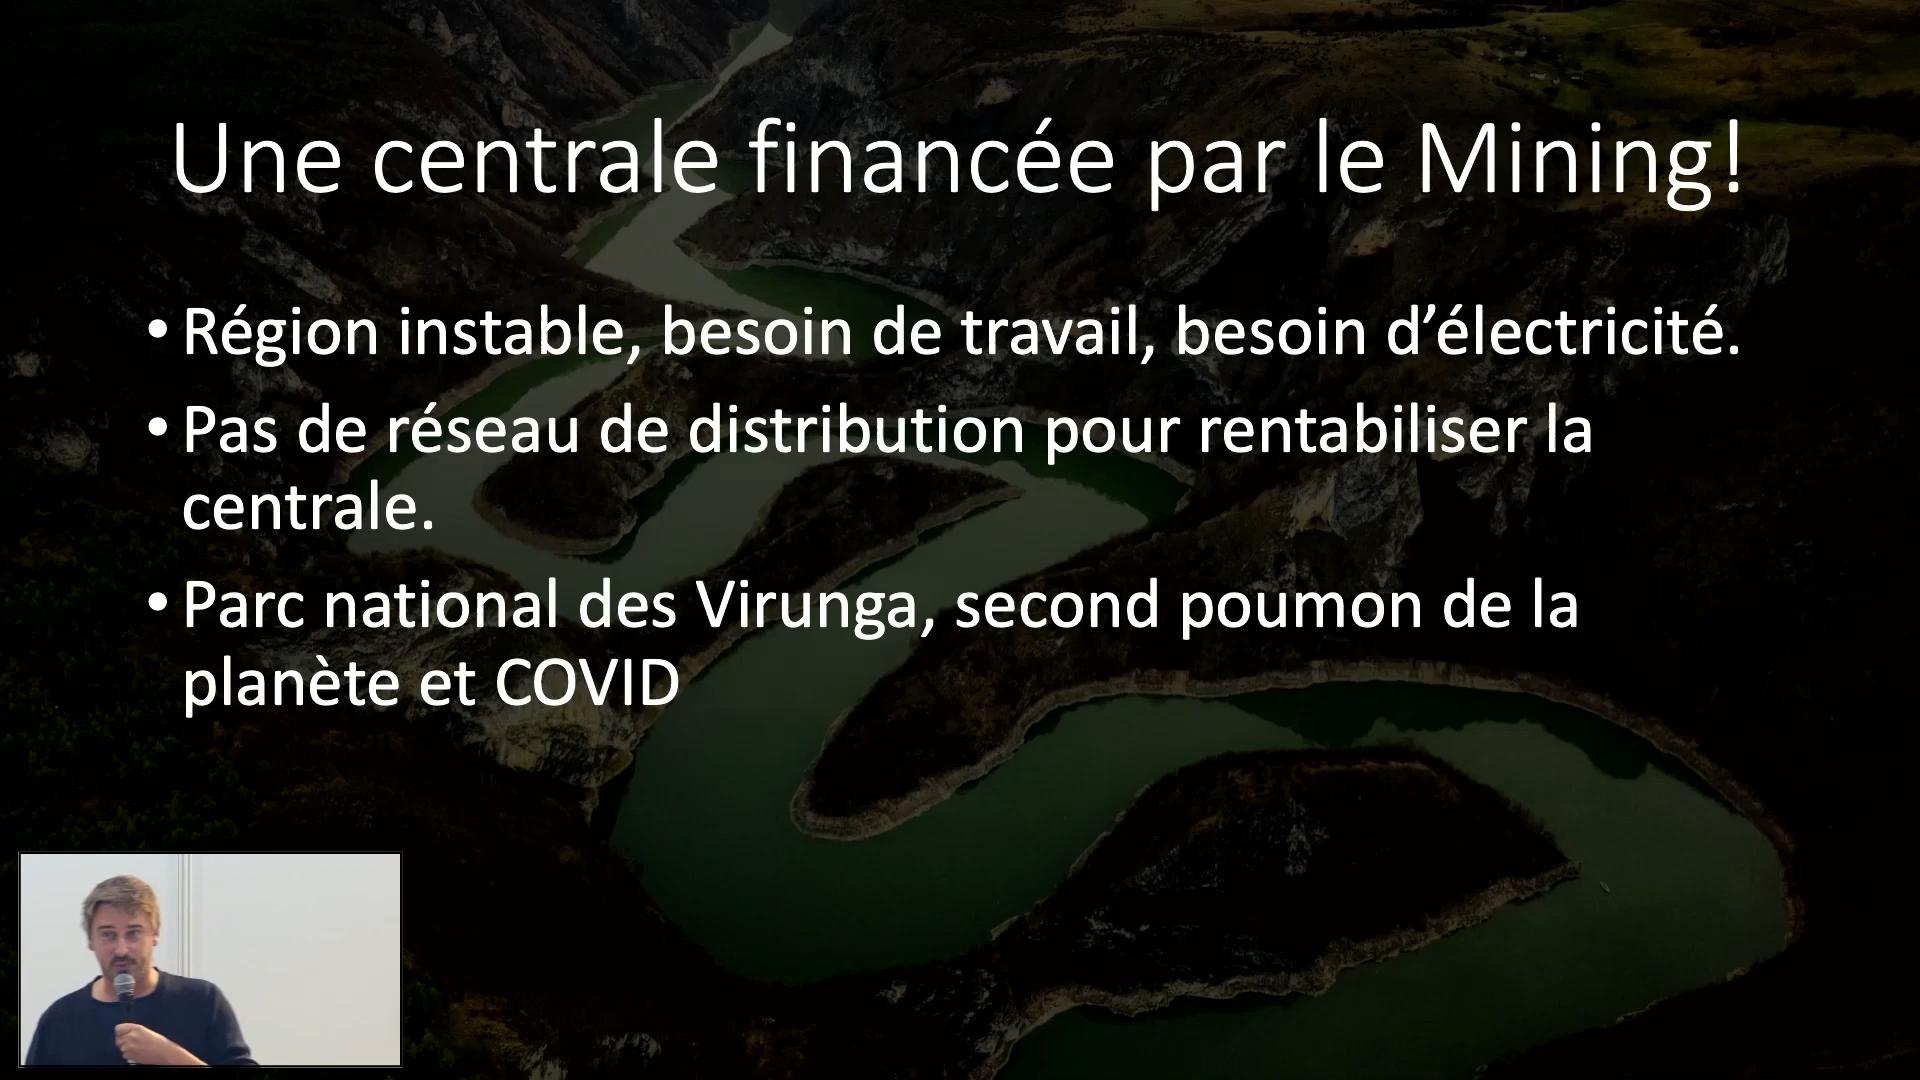 Une centrale financée par le Mining!
• Région instable, besoin de travail, besoin d’électricité.
• Pas de réseau de distribution pour rentabiliser la
centrale.
• Parc national des Virunga, second poumon de la
planète et COVID